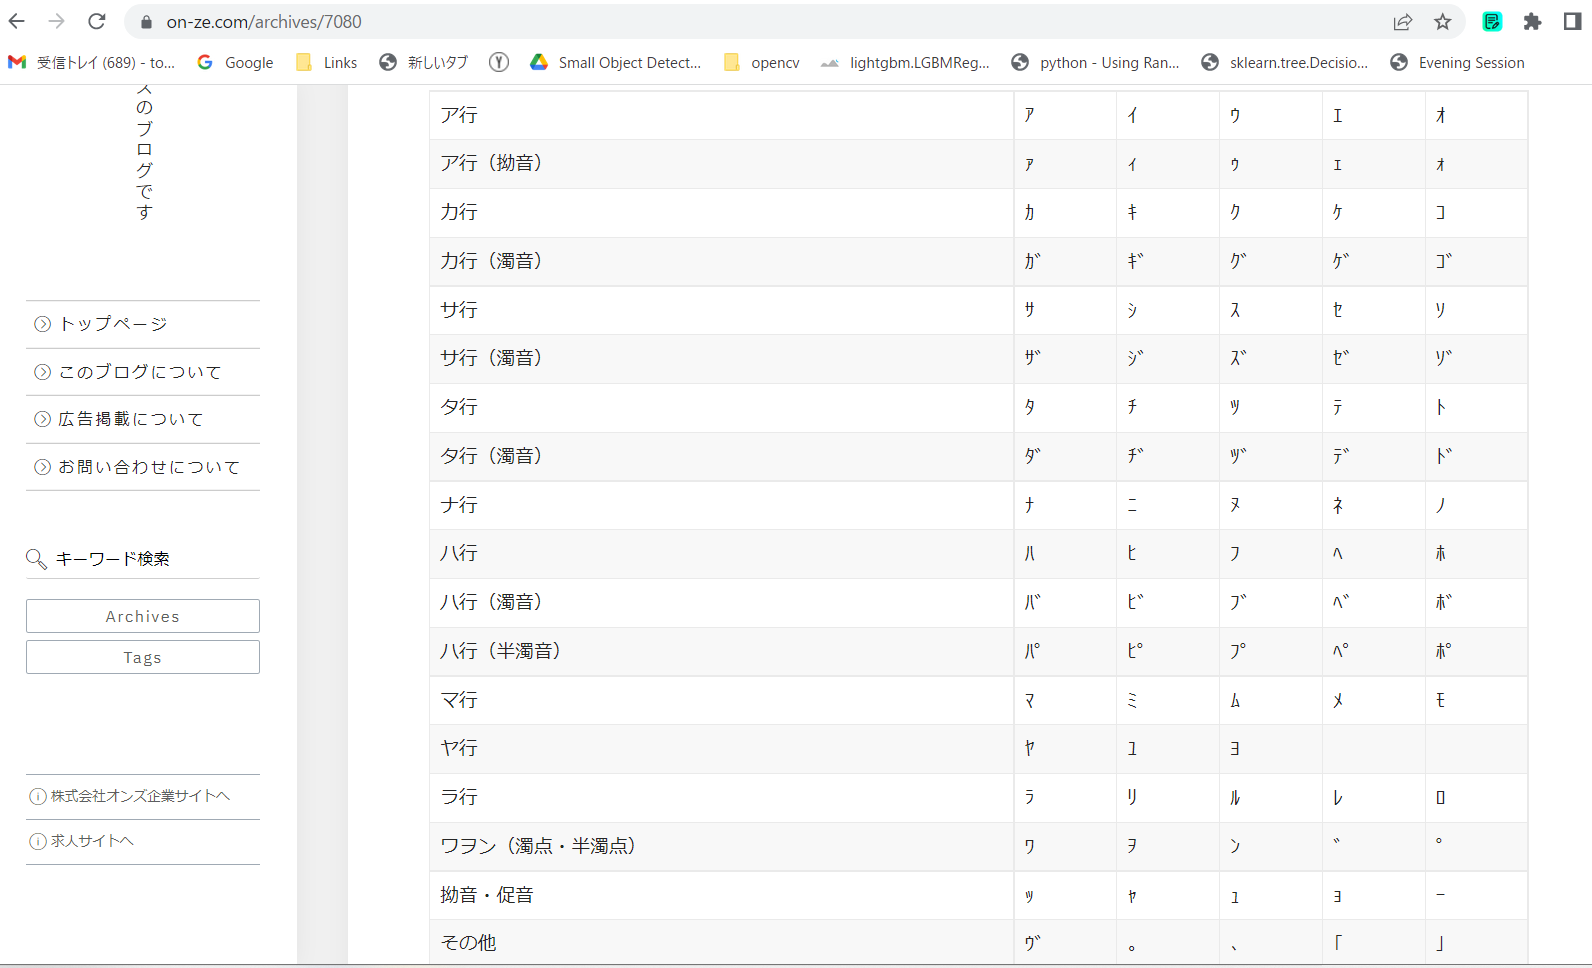 on-ze.com/archives/7080
受信トレイ (689) - to... Google Links 新しいタブ Small Object Detect... opencv lightgbm.LGBMReg... python - Using Ran... sklearn.tree.Decisio... Evening Session
スのブログです
トップページ
このブログについて
広告掲載について
お問い合わせについて
キーワード検索
Archives
Tags
株式会社オンズ企業サイトへ
求人サイトへ
ア行 ｱ ｲ ｳ ｴ ｵ
ア行（拗音） ｧ ｨ ｩ ｪ ｫ
カ行 ｶ ｷ ｸ ｹ ｺ
カ行（濁音） ｶﾞ ｷﾞ ｸﾞ ｹﾞ ｺﾞ
サ行 ｻ ｼ ｽ ｾ ｿ
サ行（濁音） ｻﾞ ｼﾞ ｽﾞ ｾﾞ ｿﾞ
タ行 ﾀ ﾁ ﾂ ﾃ ﾄ
タ行（濁音） ﾀﾞ ﾁﾞ ﾂﾞ ﾃﾞ ﾄﾞ
ナ行 ﾅ ﾆ ﾇ ﾈ ﾉ
ハ行 ﾊ ﾋ ﾌ ﾍ ﾎ
ハ行（濁音） ﾊﾞ ﾋﾞ ﾌﾞ ﾍﾞ ﾎﾞ
ハ行（半濁音） ﾊﾟ ﾋﾟ ﾌﾟ ﾍﾟ ﾎﾟ
マ行 ﾏ ﾐ ﾑ ﾒ ﾓ
ヤ行 ﾔ ﾕ ﾖ
ラ行 ﾗ ﾘ ﾙ ﾚ ﾛ
ワヲン（濁点・半濁点） ﾜ ｦ ﾝ ﾞ ﾟ
拗音・促音 ｯ ｬ ｭ ｮ ｰ
その他 ｳﾞ ｡ ､ ｢ ｣